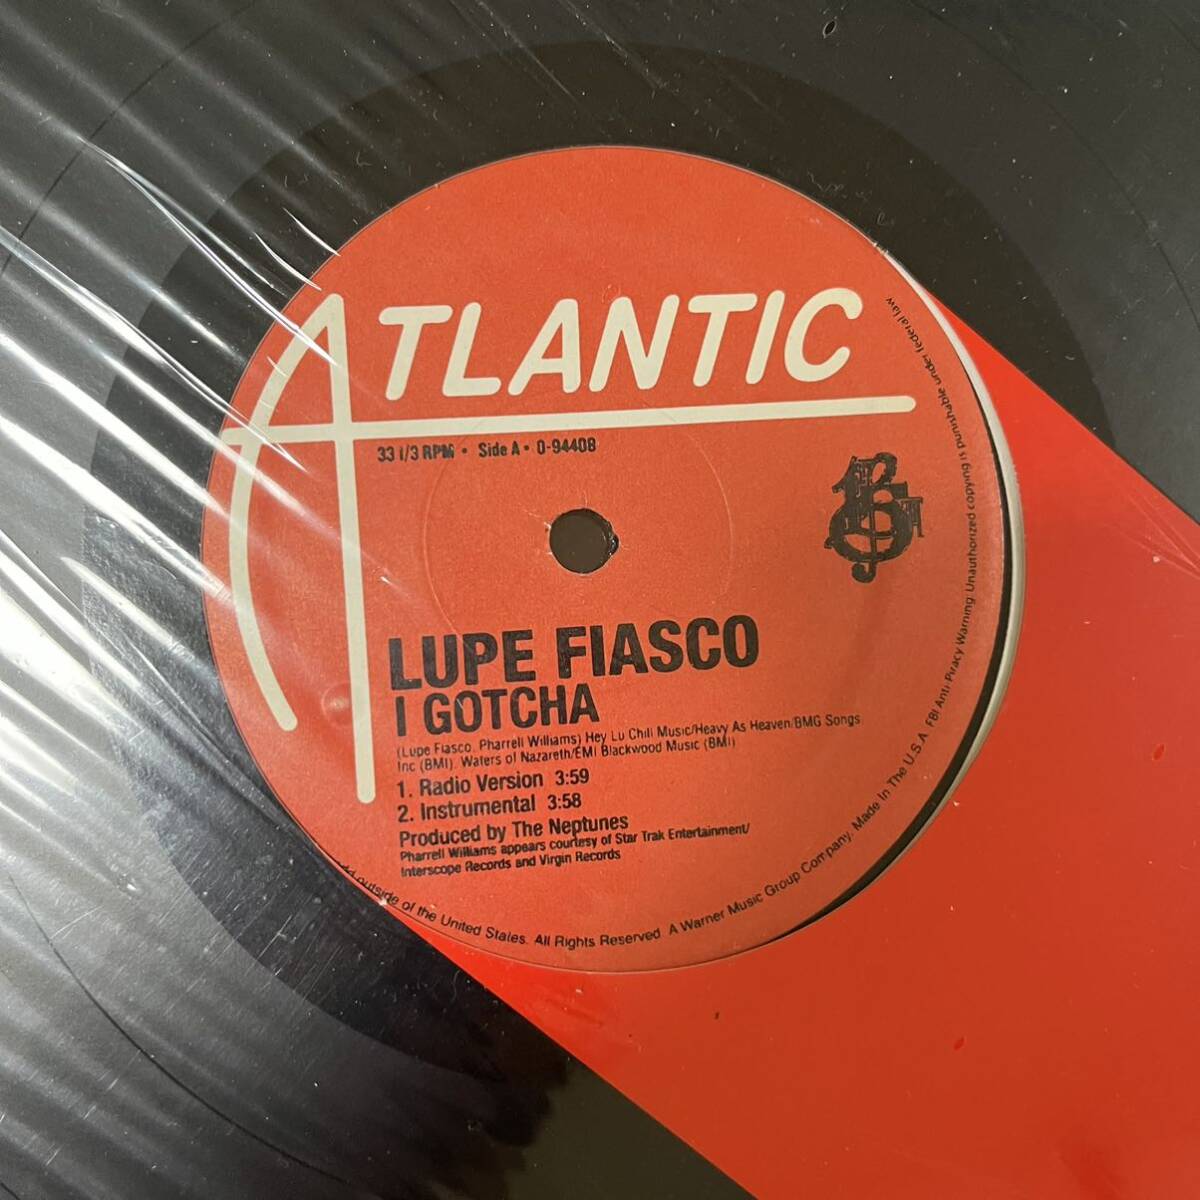 ATLANTIC
33 1/3 RPM • Side A • 0-94408
LUPE FIASCO
I GOTCHA
(Lupe Fiasco, Pharrell Williams) Hey Lu Chili Music/Heavy As Heaven/BMG Songs
Inc (BMI), Waters of Nazareth/EMI Blackwood Music (BMI)
1. Radio Version 3:59
2. Instrumental 3:58
Produced by The Neptunes
Pharrell Williams appears courtesy of Star Trak Entertainment/
Interscope Records and Virgin Records
outside of the United States. All Rights Reserved. A Warner Music Group Company. Made In The U.S.A. FBI Anti-Piracy Warning: Unauthorized copying is punishable under federal law